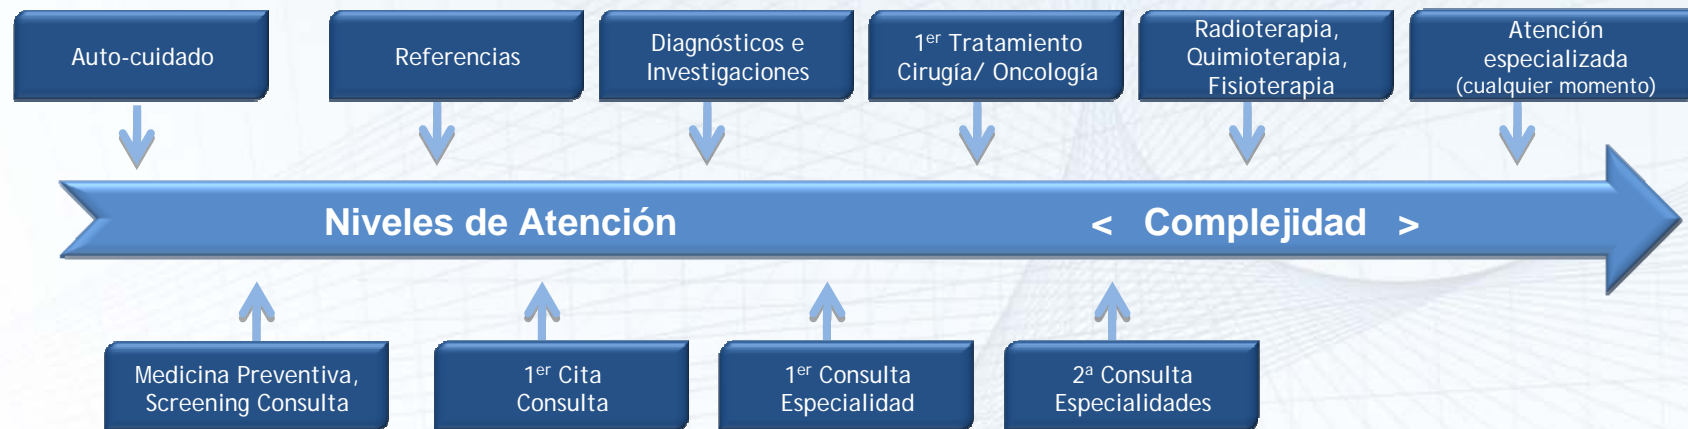 Auto-cuidado
Referencias
Diagnósticos e
Investigaciones
1er Tratamiento
Cirugía/ Oncología
Radioterapia,
Quimioterapia,
Fisioterapia
Atención
especializada
(cualquier momento)
Niveles de Atención
< Complejidad >
Medicina Preventiva,
Screening Consulta
1er Cita
Consulta
1er Consulta
Especialidad
2a Consulta
Especialidades